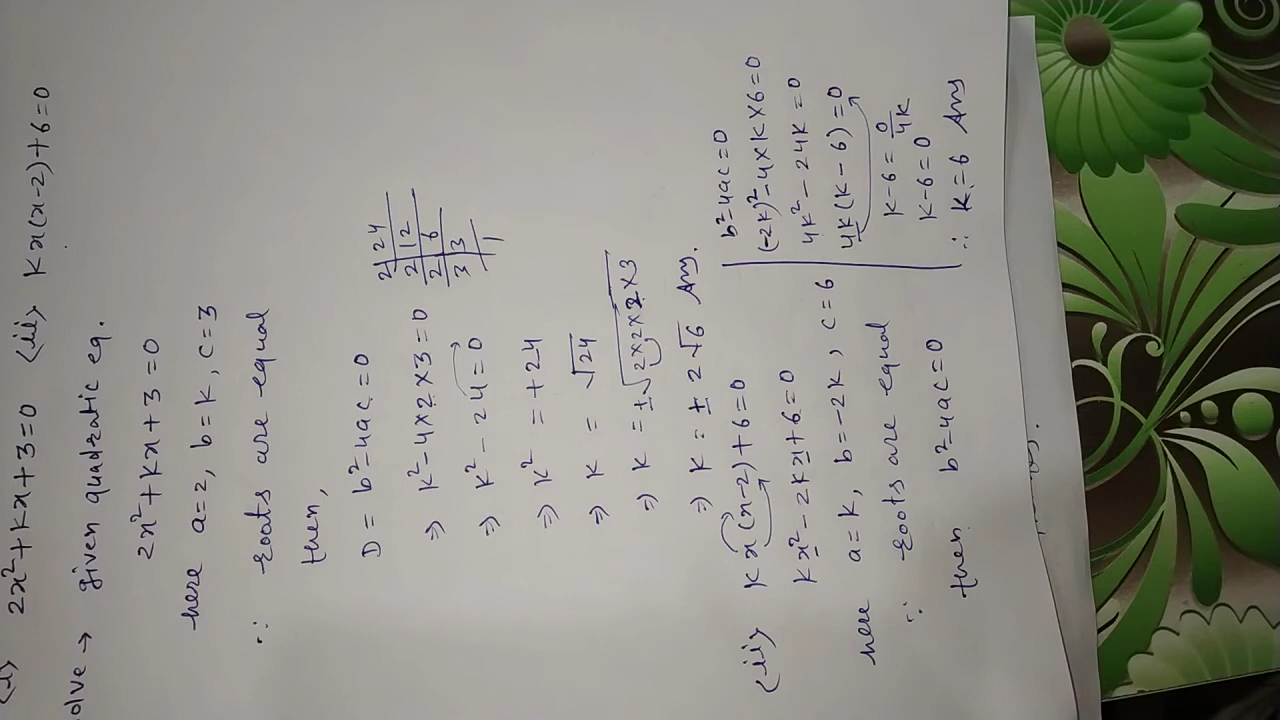 (i) 2x²+Kx+3=0 (ii) Kx(x-2)+6=0
olve → given quadratic eq.
2x²+Kx+3=0
here a=2, b=K, c=3
∵ roots are equal
then,
D = b²-4ac=0
⇒ K²-4×2×3=0
⇒ K²-24=0
⇒ K² = +24
⇒ K = √24
⇒ K = ±√2×2×2×3
⇒ K = ± 2√6 Ans.
2 | 24
2 | 12
2 | 6
3 | 3
1
(ii) Kx(x-2)+6=0
Kx²-2Kx+6=0
here a=K, b=-2K, c=6
∵ roots are equal
then b²-4ac=0
b²-4ac=0
(-2K)²-4×K×6=0
4K²-24K=0
4K(K-6)=0
K-6=0/4K
K-6=0
∴ K=6 Ans